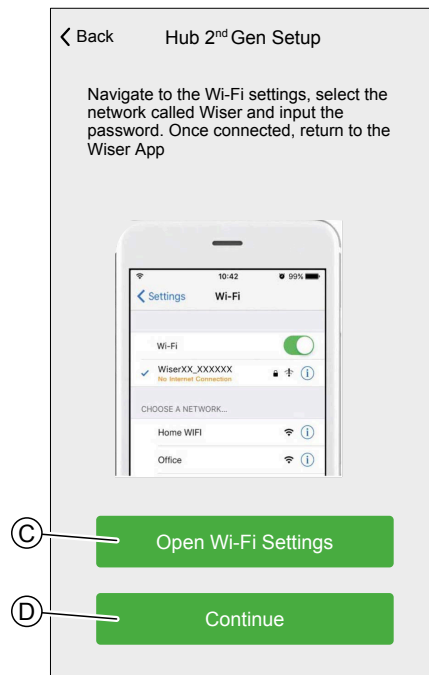 Back Hub 2nd Gen Setup
Navigate to the Wi-Fi settings, select the
network called Wiser and input the
password. Once connected, return to the
Wiser App
10:42 99%
Settings Wi-Fi
Wi-Fi
WiserXX_XXXXXX
No Internet Connection
CHOOSE A NETWORK...
Home WIFI
Office
C Open Wi-Fi Settings
D Continue